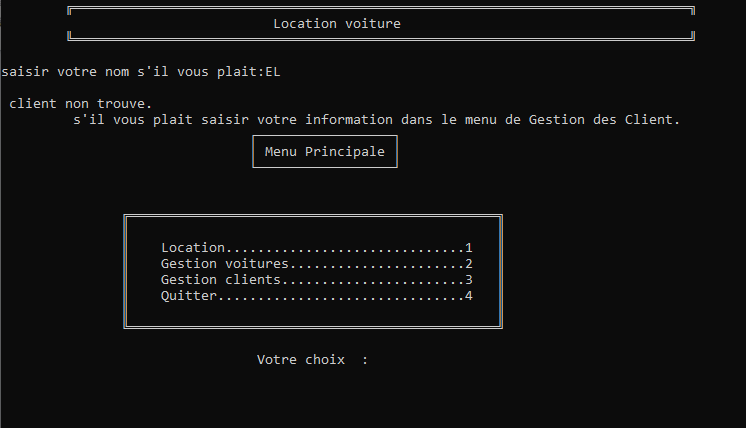 Location voiture
saisir votre nom s'il vous plait:EL
client non trouve.
s'il vous plait saisir votre information dans le menu de Gestion des Client.
Menu Principale
Location..............................1
Gestion voitures......................2
Gestion clients.......................3
Quitter...............................4
Votre choix  :